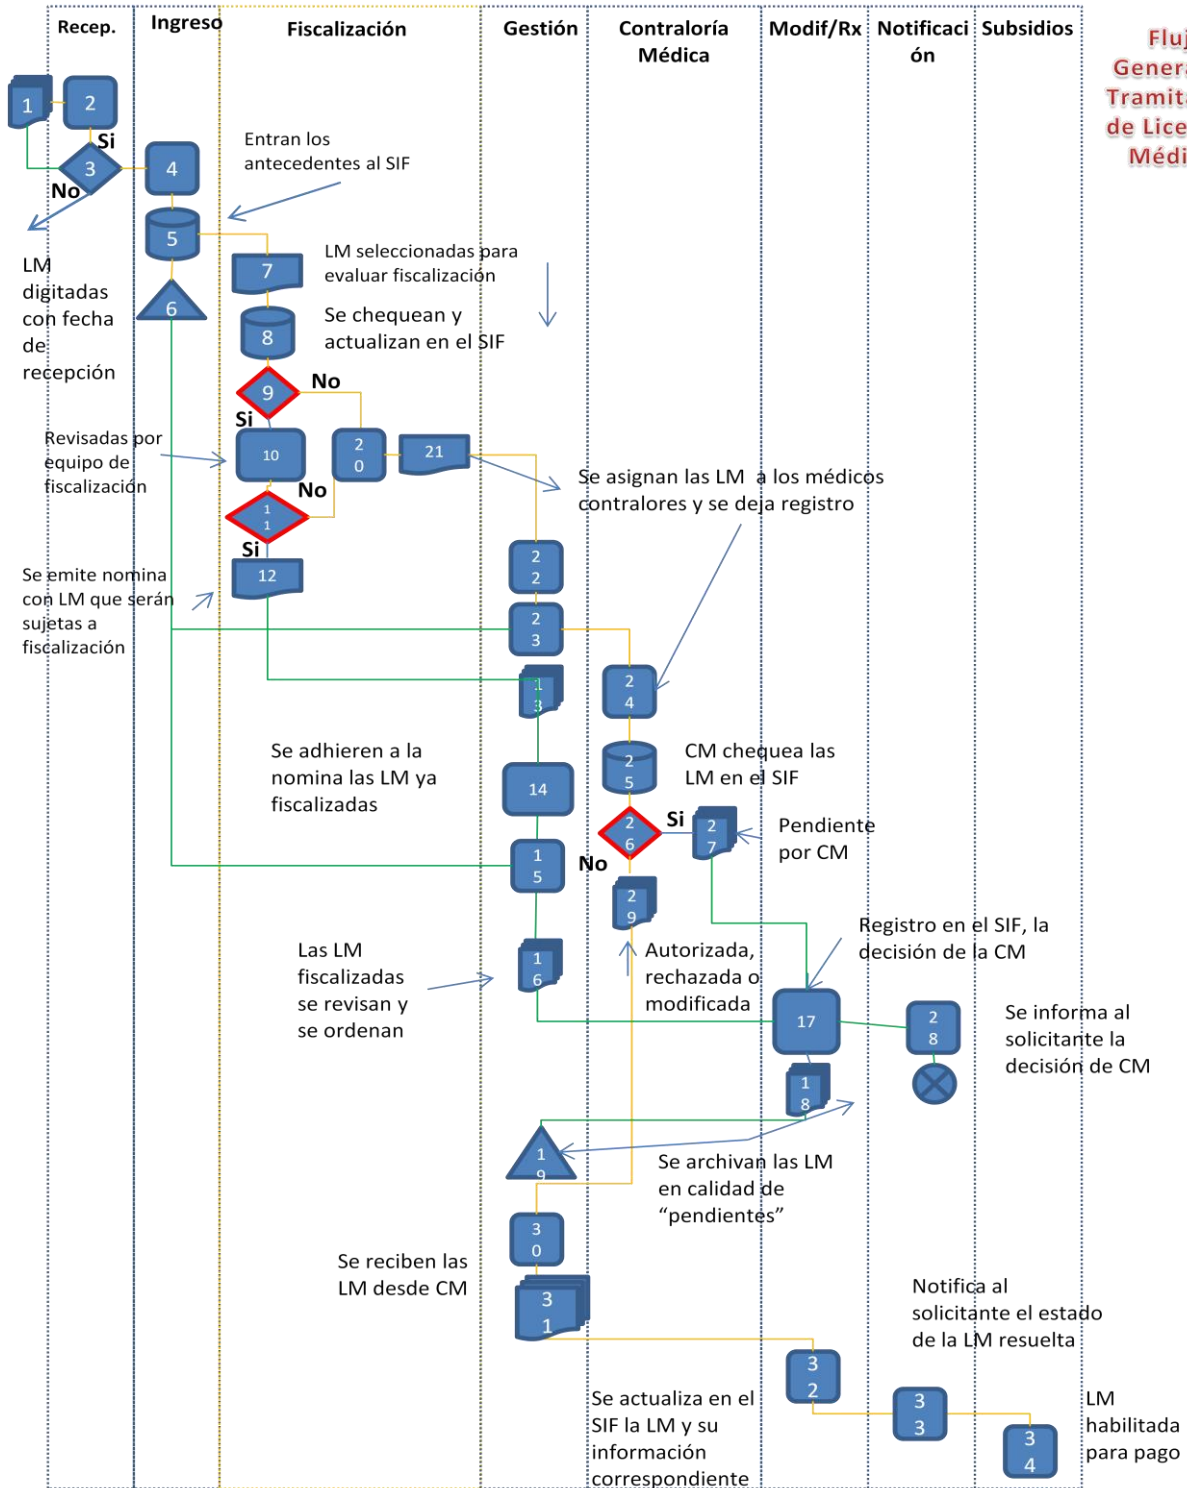 Recep.
Ingreso
Fiscalización
Gestión
Contraloría
Médica
Modif/Rx
Notificaci
ón
Subsidios
Fluj
Genera
Tramita
de Lice
Médi
1
2
Si
3
No
4
5
6
Entran los
antecedentes al SIF
LM
digitadas
con fecha
de
recepción
7
LM seleccionadas para
evaluar fiscalización
8
Se chequean y
actualizan en el SIF
9
No
Si
Revisadas por
equipo de
fiscalización
10
2
0
21
No
1
1
Si
12
Se emite nomina
con LM que serán
sujetas a
fiscalización
Se asignan las LM a los médicos
contralores y se deja registro
2
2
2
3
1
3
2
4
Se adhieren a la
nomina las LM ya
fiscalizadas
14
2
5
CM chequea las
LM en el SIF
2
6
Si
2
7
Pendiente
por CM
No
1
5
2
9
Las LM
fiscalizadas
se revisan y
se ordenan
1
6
Autorizada,
rechazada o
modificada
Registro en el SIF, la
decisión de la CM
17
2
8
Se informa al
solicitante la
decisión de CM
1
8
1
9
Se archivan las LM
en calidad de
“pendientes”
3
0
Se reciben las
LM desde CM
3
1
Notifica al
solicitante el estado
de la LM resuelta
3
2
Se actualiza en el
SIF la LM y su
información
correspondiente
3
3
3
4
LM
habilitada
para pago